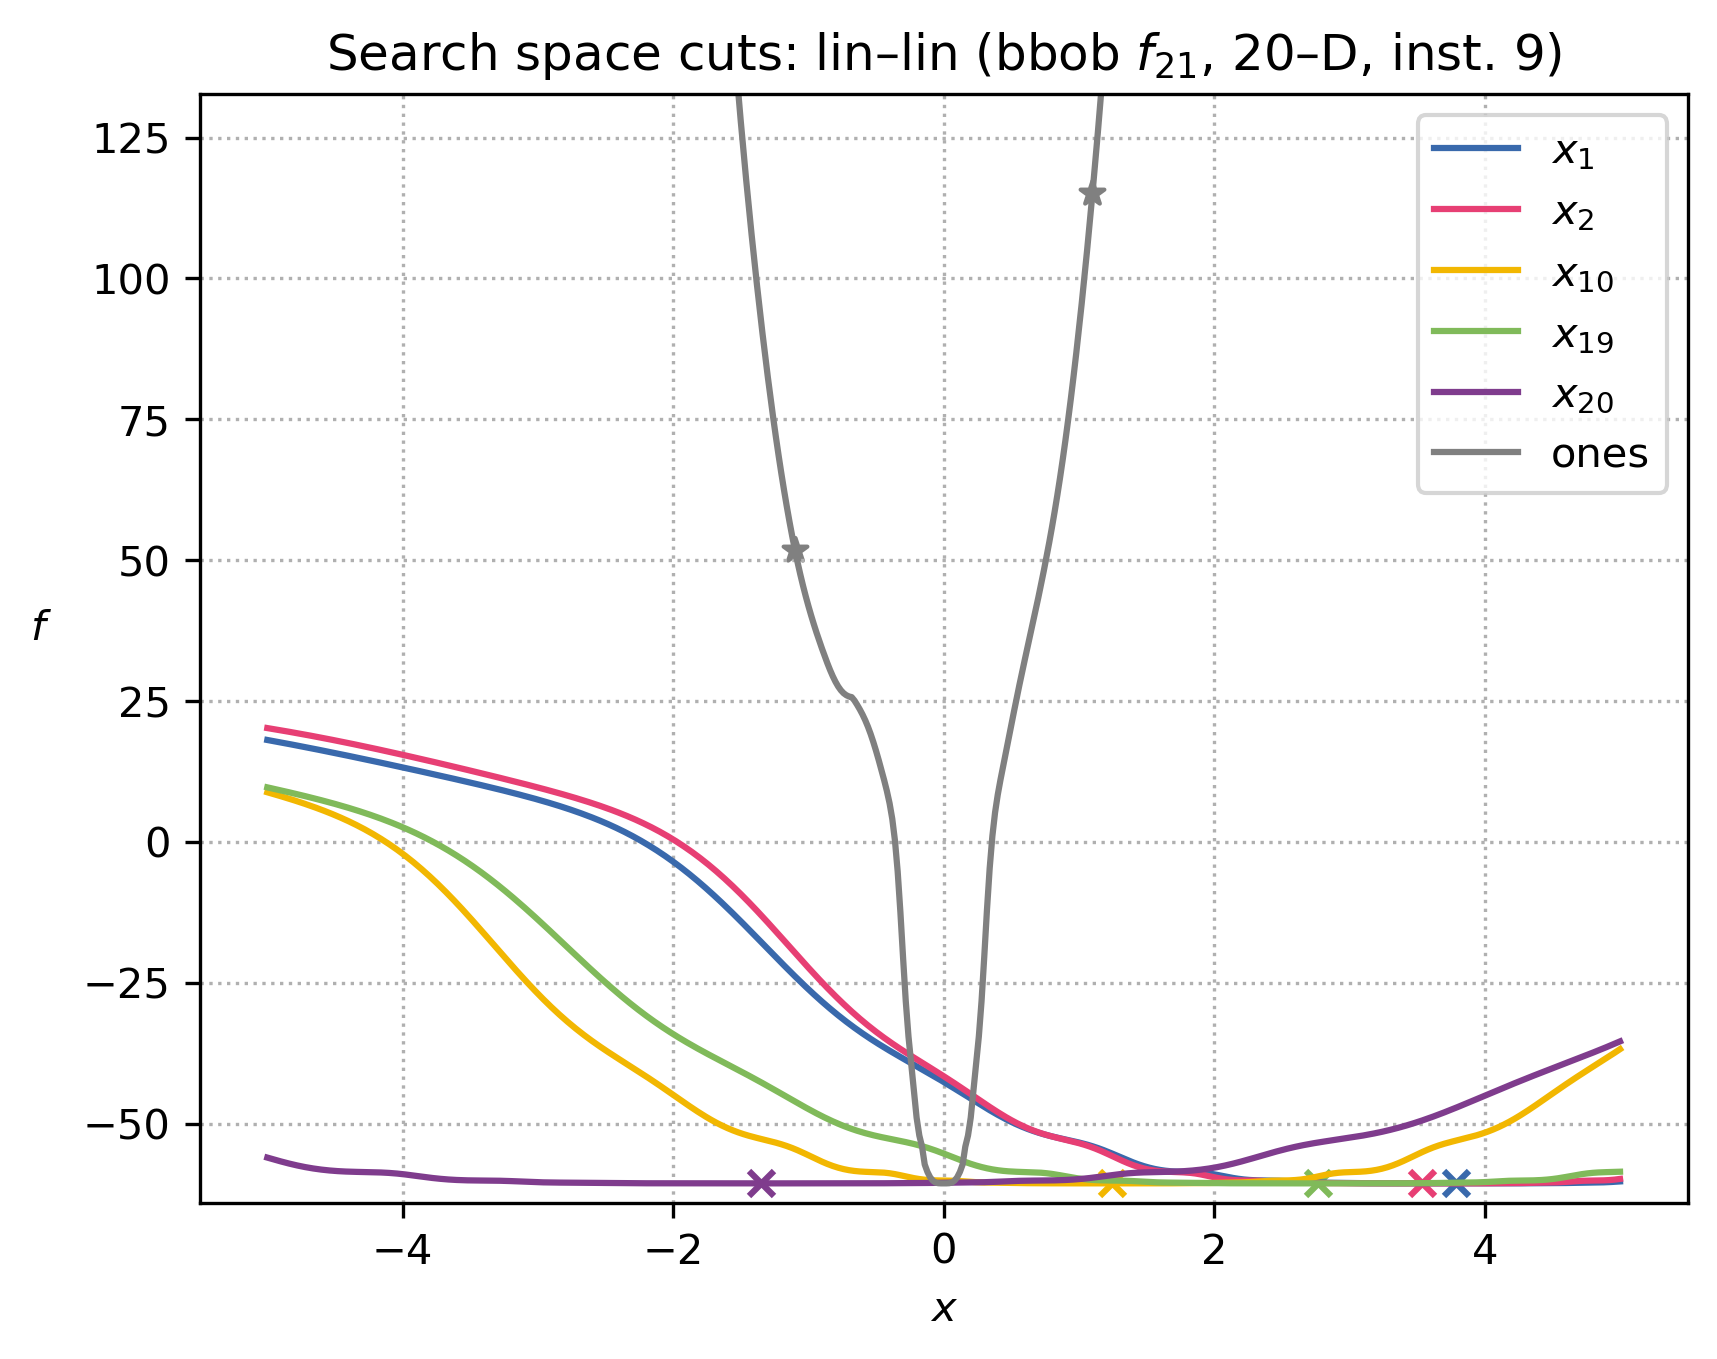 Search space cuts: lin–lin (bbob f₂₁, 20–D, inst. 9)
125
100
75
50
25
0
−25
−50
f
−4
−2
0
2
4
x
x₁
x₂
x₁₀
x₁₉
x₂₀
ones